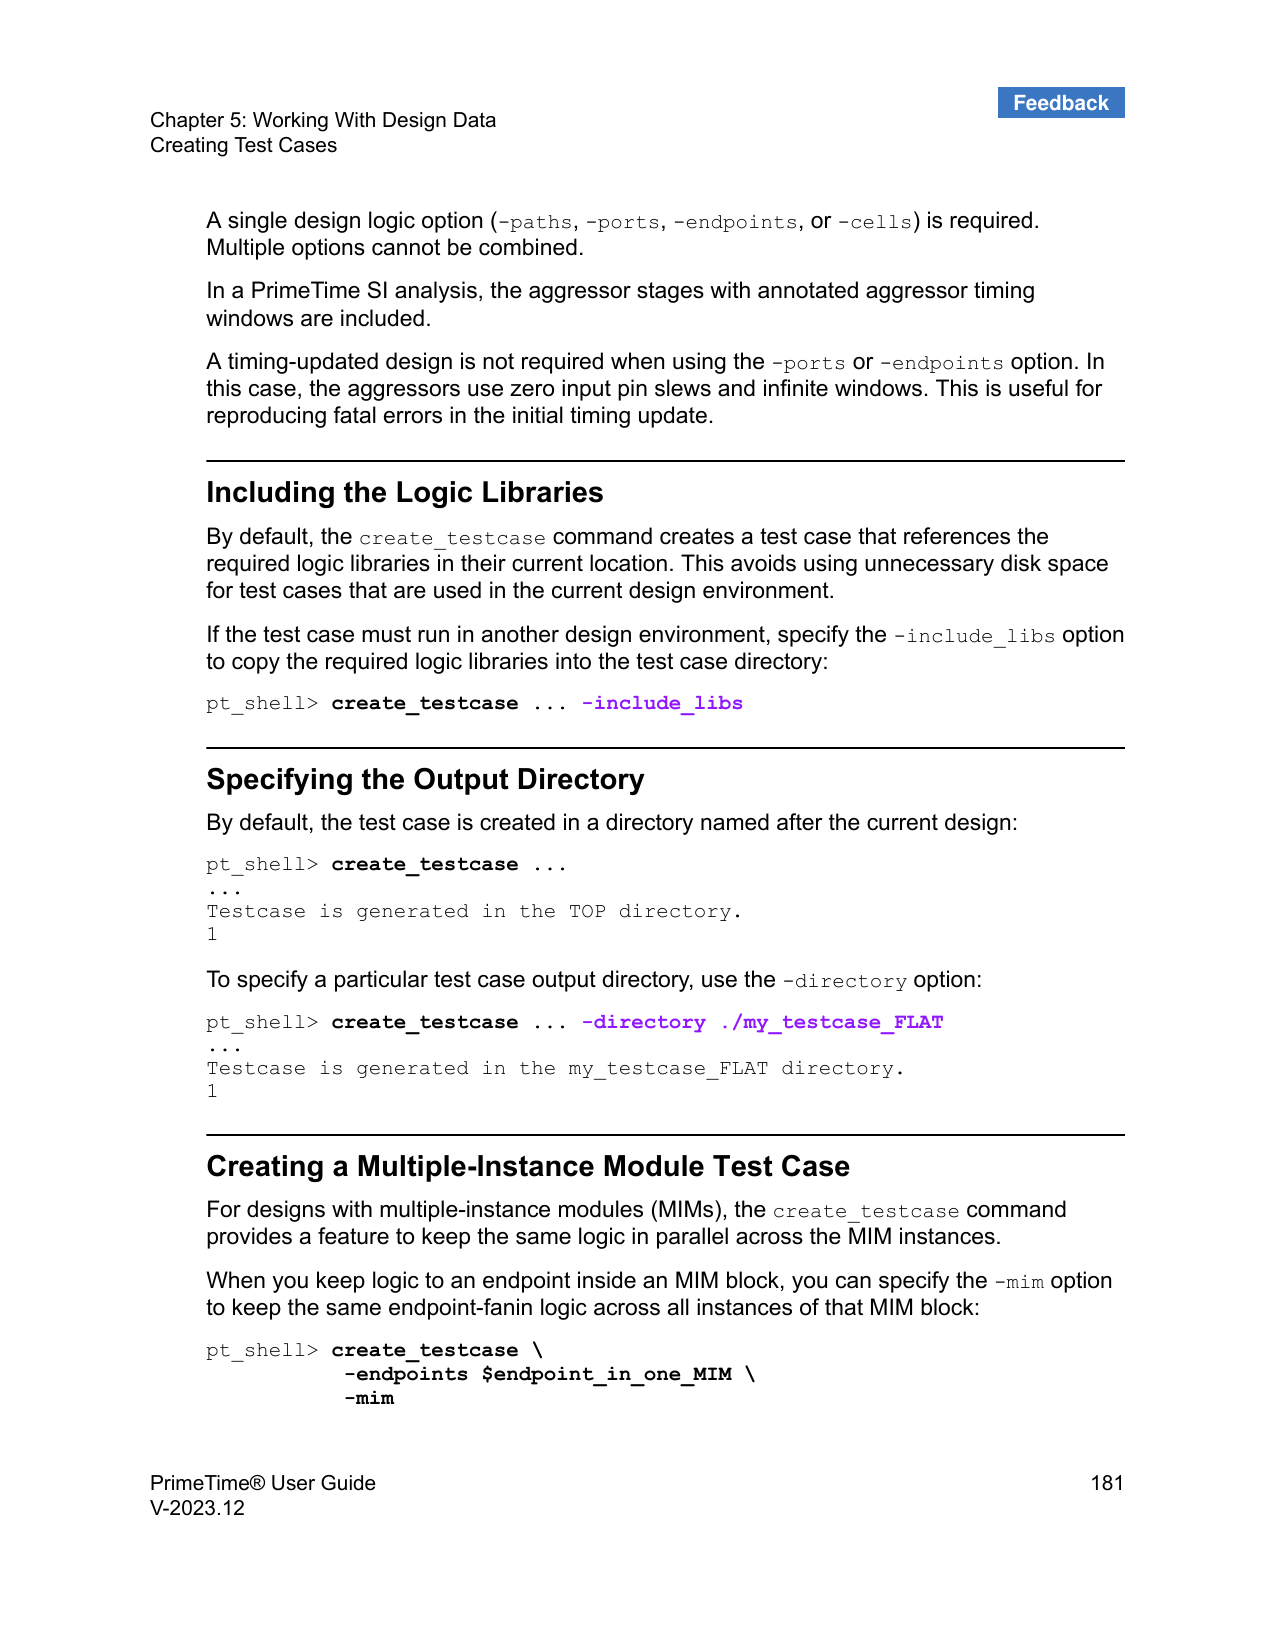 Feedback
Chapter 5: Working With Design Data
Creating Test Cases
A single design logic option (-paths, -ports, -endpoints, or -cells) is required.
Multiple options cannot be combined.
In a PrimeTime SI analysis, the aggressor stages with annotated aggressor timing
windows are included.
A timing-updated design is not required when using the -ports or -endpoints option. In
this case, the aggressors use zero input pin slews and infinite windows. This is useful for
reproducing fatal errors in the initial timing update.
Including the Logic Libraries
By default, the create_testcase command creates a test case that references the
required logic libraries in their current location. This avoids using unnecessary disk space
for test cases that are used in the current design environment.
If the test case must run in another design environment, specify the -include_libs option
to copy the required logic libraries into the test case directory:
pt_shell> create_testcase ... -include_libs
Specifying the Output Directory
By default, the test case is created in a directory named after the current design:
pt_shell> create_testcase ...
...
Testcase is generated in the TOP directory.
1
To specify a particular test case output directory, use the -directory option:
pt_shell> create_testcase ... -directory ./my_testcase_FLAT
...
Testcase is generated in the my_testcase_FLAT directory.
1
Creating a Multiple-Instance Module Test Case
For designs with multiple-instance modules (MIMs), the create_testcase command
provides a feature to keep the same logic in parallel across the MIM instances.
When you keep logic to an endpoint inside an MIM block, you can specify the -mim option
to keep the same endpoint-fanin logic across all instances of that MIM block:
pt_shell> create_testcase \
-endpoints $endpoint_in_one_MIM \
-mim
PrimeTime® User Guide 181
V-2023.12